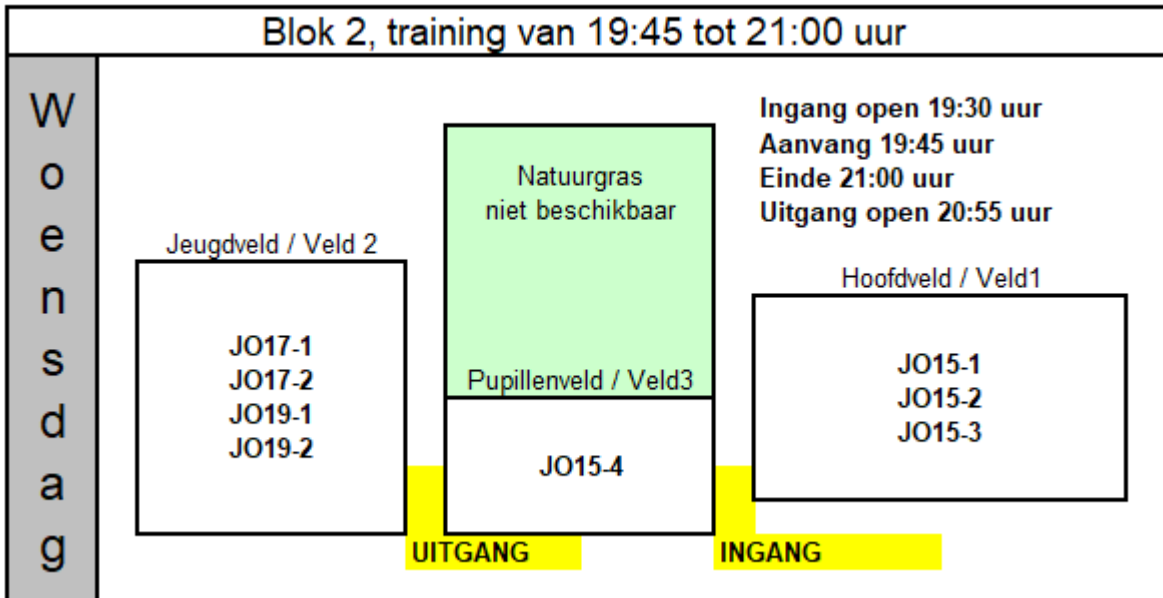 Blok 2, training van 19:45 tot 21:00 uur
Woensdag
Ingang open 19:30 uur
Aanvang 19:45 uur
Einde 21:00 uur
Uitgang open 20:55 uur
Natuurgras
niet beschikbaar
Jeugdveld / Veld 2
JO17-1
JO17-2
JO19-1
JO19-2
Pupillenveld / Veld3
JO15-4
Hoofdveld / Veld1
JO15-1
JO15-2
JO15-3
UITGANG
INGANG